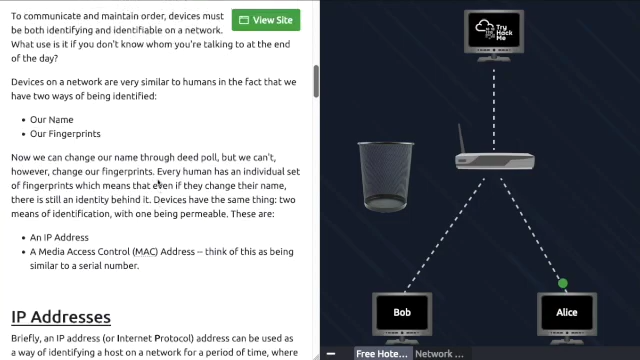 To communicate and maintain order, devices must
be both identifying and identifiable on a network.
What use is it if you don't know whom you're talking to at the end
of the day?
View Site
Devices on a network are very similar to humans in the fact that we
have two ways of being identified:
Our Name
Our Fingerprints
Now we can change our name through deed poll, but we can't,
however, change our fingerprints. Every human has an individual set
of fingerprints which means that even if they change their name,
there is still an identity behind it. Devices have the same thing: two
means of identification, with one being permeable. These are:
An IP Address
A Media Access Control (MAC) Address -- think of this as being
similar to a serial number.
IP Addresses
Briefly, an IP address (or Internet Protocol) address can be used as
a way of identifying a host on a network for a period of time, where
Try
Hack
Me
Bob
Alice
Free Hote...
Network ...